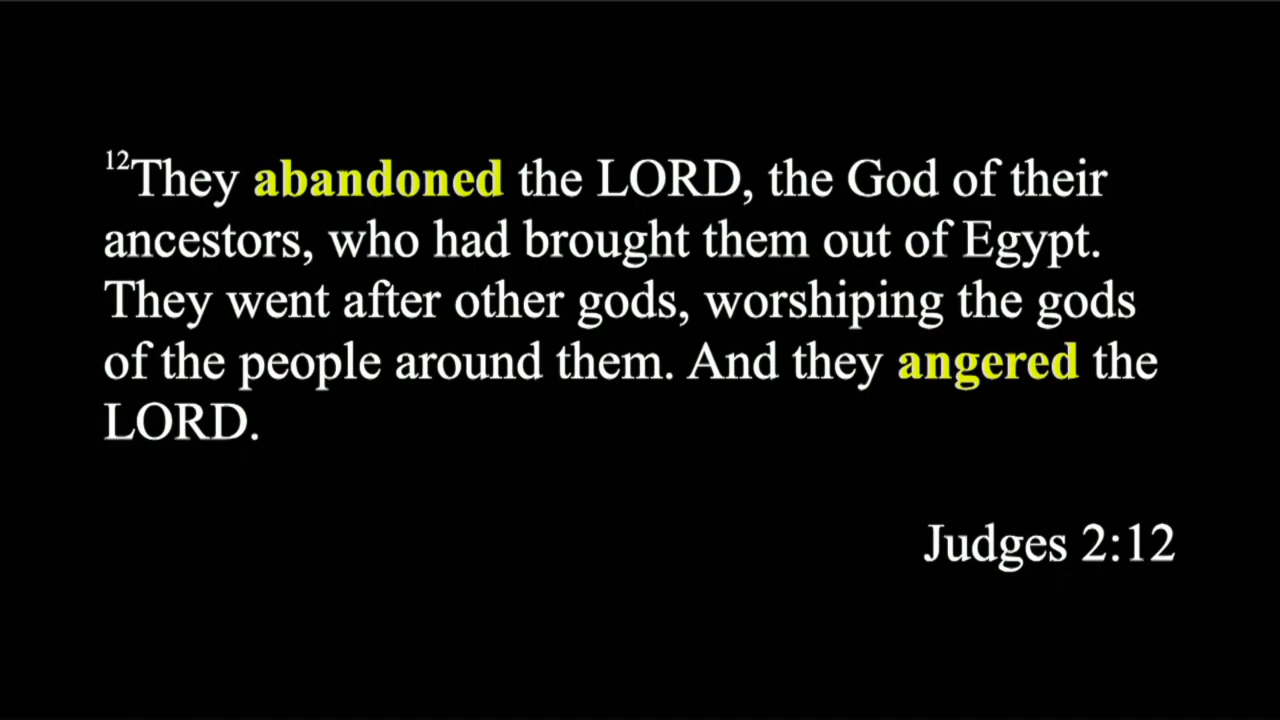 12They abandoned the LORD, the God of their
ancestors, who had brought them out of Egypt.
They went after other gods, worshiping the gods
of the people around them. And they angered the
LORD.
Judges 2:12